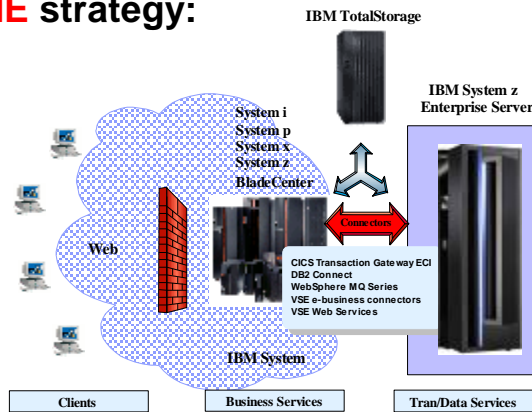 IE strategy:
IBM TotalStorage
IBM System z
Enterprise Server
System i
System p
System x
System z
BladeCenter
Connectors
Web
CICS Transaction Gateway ECI
DB2 Connect
WebSphere MQ Series
VSE e-business connectors
VSE Web Services
IBM System
Clients
Business Services
Tran/Data Services